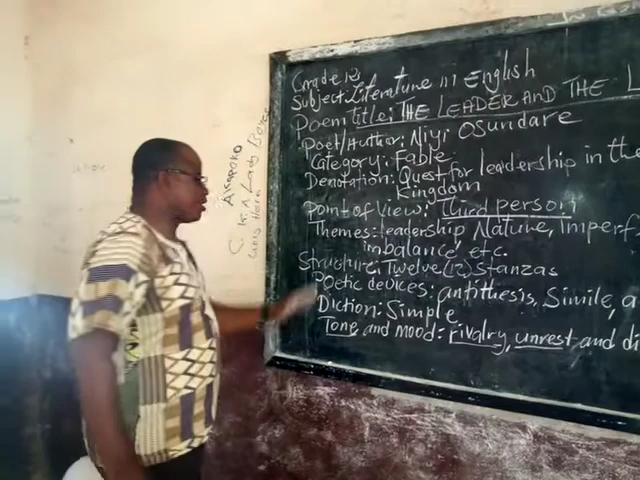 Grade 12
Subject: Literature in English
Poem Title: THE LEADER AND THE L
Poet/Author: Niyi OSUNDARE
Category: Fable
Denotation: Quest for leadership in the
Kingdom
Point of View: Third person
Themes: leadership Nature, Imperf
imbalance, etc.
Structure: Twelve (12) Stanzas
Poetic devices: antithesis, Simile, a
Diction: Simple
Tone and mood: rivalry, unrest and di